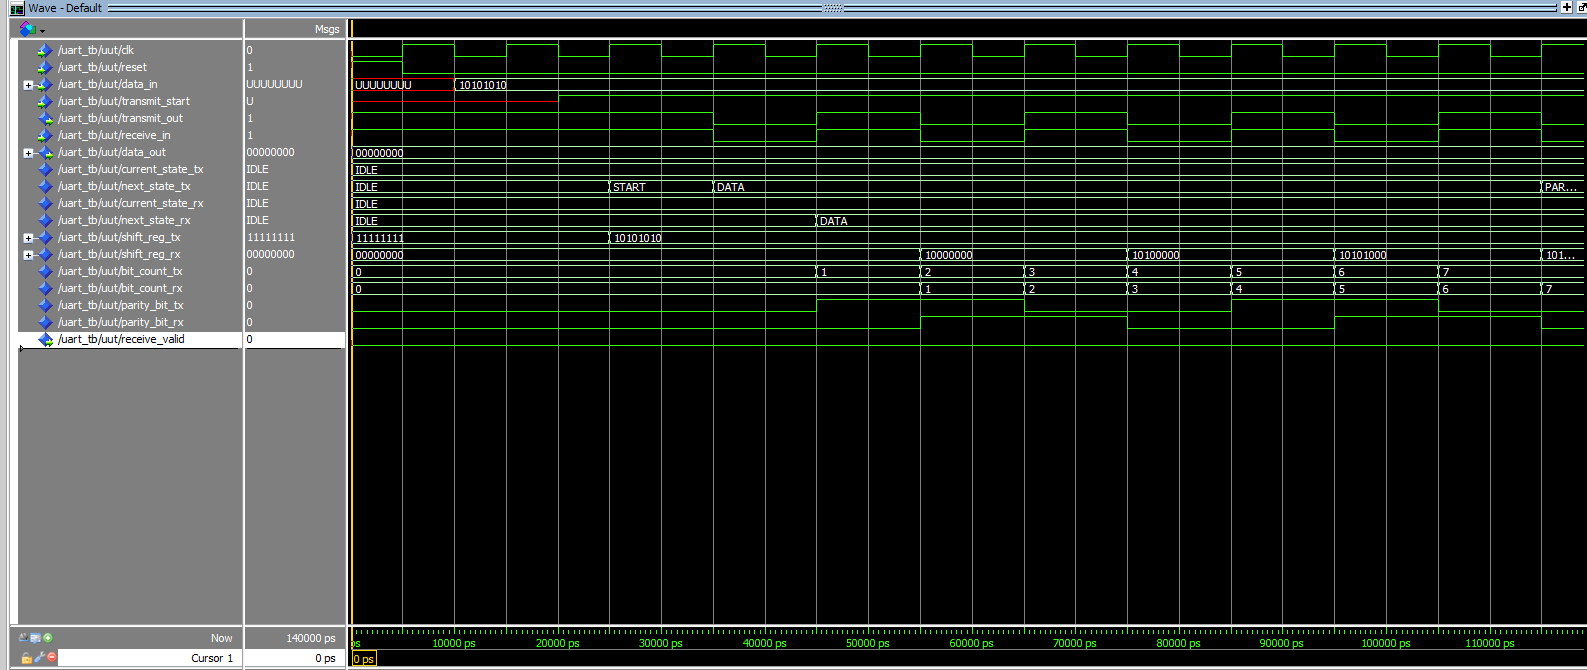 Wave - Default
Msgs
/uart_tb/uut/clk 0
/uart_tb/uut/reset 1
/uart_tb/uut/data_in UUUUUUUU UUUUUUUU 10101010
/uart_tb/uut/transmit_start U
/uart_tb/uut/transmit_out 1
/uart_tb/uut/receive_in 1
/uart_tb/uut/data_out 00000000 00000000
/uart_tb/uut/current_state_tx IDLE IDLE
/uart_tb/uut/next_state_tx IDLE IDLE START DATA PAR...
/uart_tb/uut/current_state_rx IDLE IDLE
/uart_tb/uut/next_state_rx IDLE IDLE DATA
/uart_tb/uut/shift_reg_tx 11111111 11111111 10101010
/uart_tb/uut/shift_reg_rx 00000000 00000000 10000000 10100000 10101000 101...
/uart_tb/uut/bit_count_tx 0 0 1 2 3 4 5 6 7
/uart_tb/uut/bit_count_rx 0 0 1 2 3 4 5 6 7
/uart_tb/uut/parity_bit_tx 0
/uart_tb/uut/parity_bit_rx 0
/uart_tb/uut/receive_valid 0
Now 140000 ps ps 10000 ps 20000 ps 30000 ps 40000 ps 50000 ps 60000 ps 70000 ps 80000 ps 90000 ps 100000 ps 110000 ps
Cursor 1 0 ps 0 ps